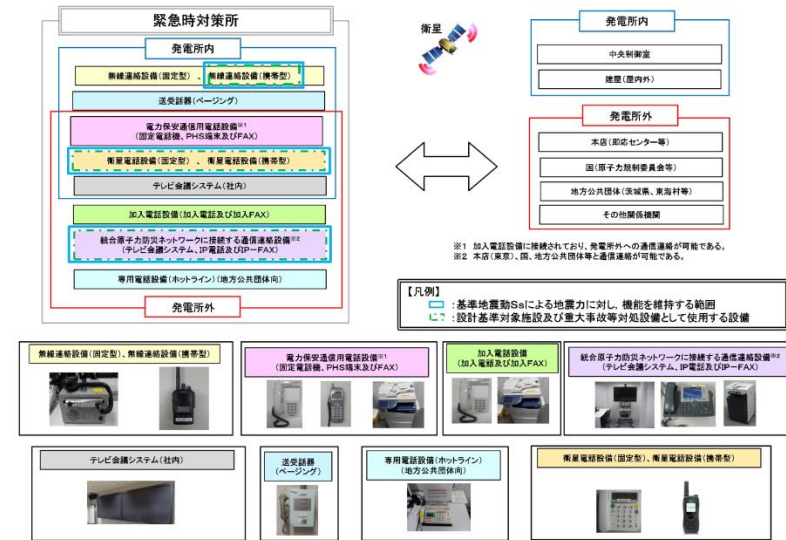 緊急時対策所
発電所内
無線連絡設備(固定型)、無線連絡設備(携帯型)
送受話器(ページング)
電力保安通信用電話設備※1
(固定電話機、PHS端末及びFAX)
衛星電話設備(固定型)、衛星電話設備(携帯型)
テレビ会議システム(社内)
加入電話設備(加入電話及び加入FAX)
統合原子力防災ネットワークに接続する通信連絡設備※2
(テレビ会議システム、IP電話及びIP-FAX)
専用電話設備(ホットライン)(地方公共団体向)
発電所外
衛星
発電所内
中央制御室
建屋(屋内外)
発電所外
本店(即応センター等)
国(原子力規制委員会等)
地方公共団体(茨城県、東海村等)
その他関係機関
※1 加入電話設備に接続されており、発電所外への通信連絡が可能である。
※2 本店(東京)、国、地方公共団体等と通信連絡が可能である。
【凡例】
:基準地震動Ssによる地震力に対し、機能を維持する範囲
:設計基準対象施設及び重大事故等対処設備として使用する設備
無線連絡設備(固定型)、無線連絡設備(携帯型)
電力保安通信用電話設備※1
(固定電話機、PHS端末及びFAX)
加入電話設備
(加入電話及び加入FAX)
統合原子力防災ネットワークに接続する通信連絡設備※2
(テレビ会議システム、IP電話及びIP-FAX)
テレビ会議システム(社内)
送受話器
(ページング)
専用電話設備(ホットライン)
(地方公共団体向)
衛星電話設備(固定型)、衛星電話設備(携帯型)